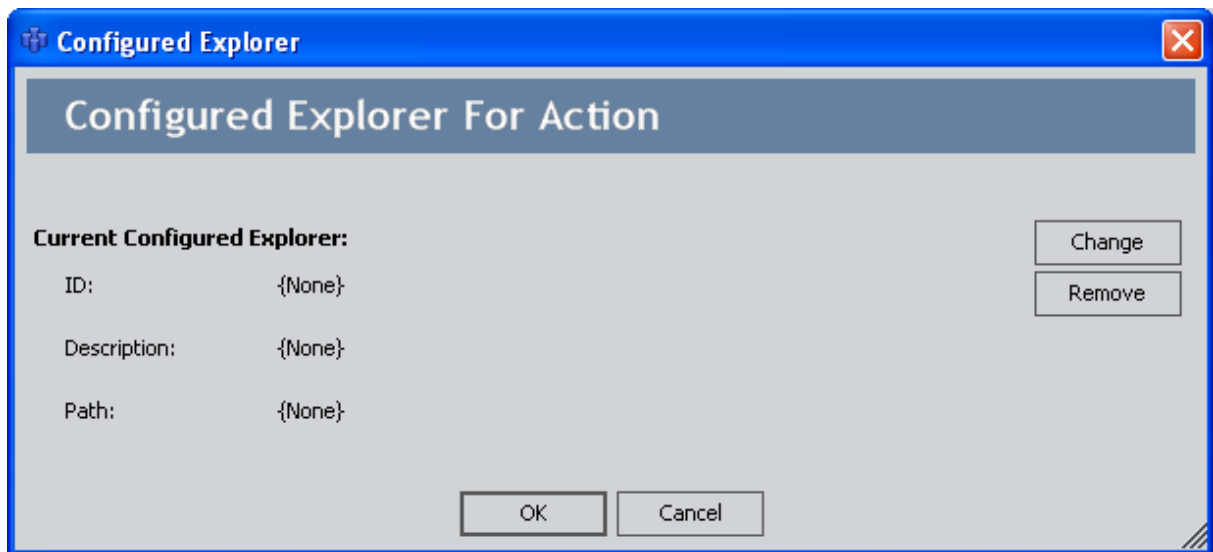 Configured Explorer
Configured Explorer For Action
Current Configured Explorer:
Change
ID: {None}
Remove
Description: {None}
Path: {None}
OK Cancel